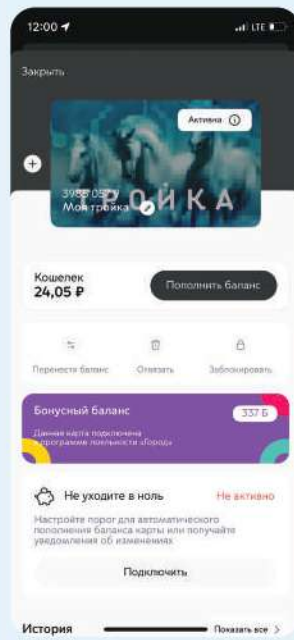 12:00
LTE
Закрыть
Активна
ТРОЙКА
Моя тройка
Кошелек
24,05 ₽
Пополнить баланс
Перенести баланс
Отвязать
Заблокировать
Бонусный баланс
337 Б
Данная карта подключена
к программе лояльности «Город»
Не уходите в ноль
Не активно
Настройте порог для автоматического
пополнения баланса карты или получайте
уведомления об изменениях
Подключить
История
Показать все